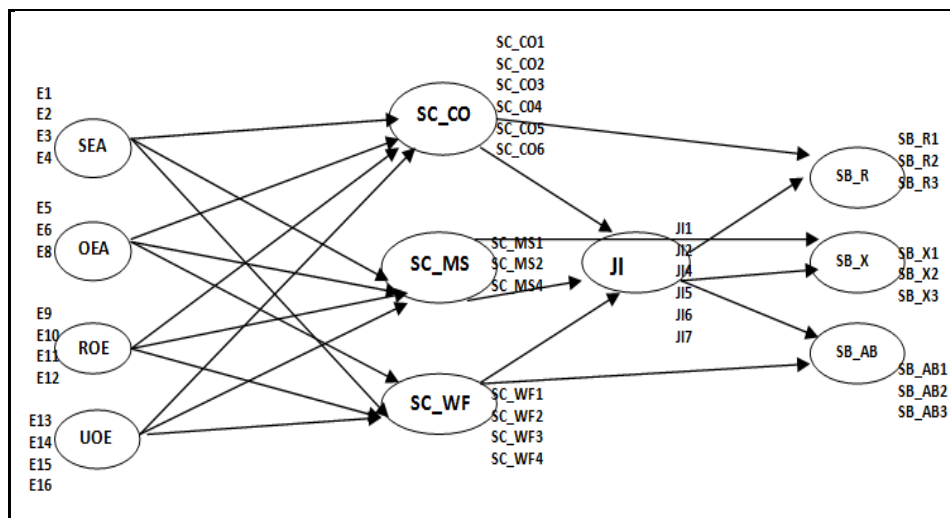 E1
E2
E3
E4
SEA
E5
E6
E8
OEA
E9
E10
E11
E12
ROE
E13
E14
E15
E16
UOE
SC_CO
SC_CO1
SC_CO2
SC_CO3
SC_C04
SC_CO5
SC_CO6
SC_MS
SC_MS1
SC_MS2
SC_MS4
SC_WF
SC_WF1
SC_WF2
SC_WF3
SC_WF4
JI
JI1
JI2
JI4
JI5
JI6
JI7
SB_R
SB_R1
SB_R2
SB_R3
SB_X
SB_X1
SB_X2
SB_X3
SB_AB
SB_AB1
SB_AB2
SB_AB3